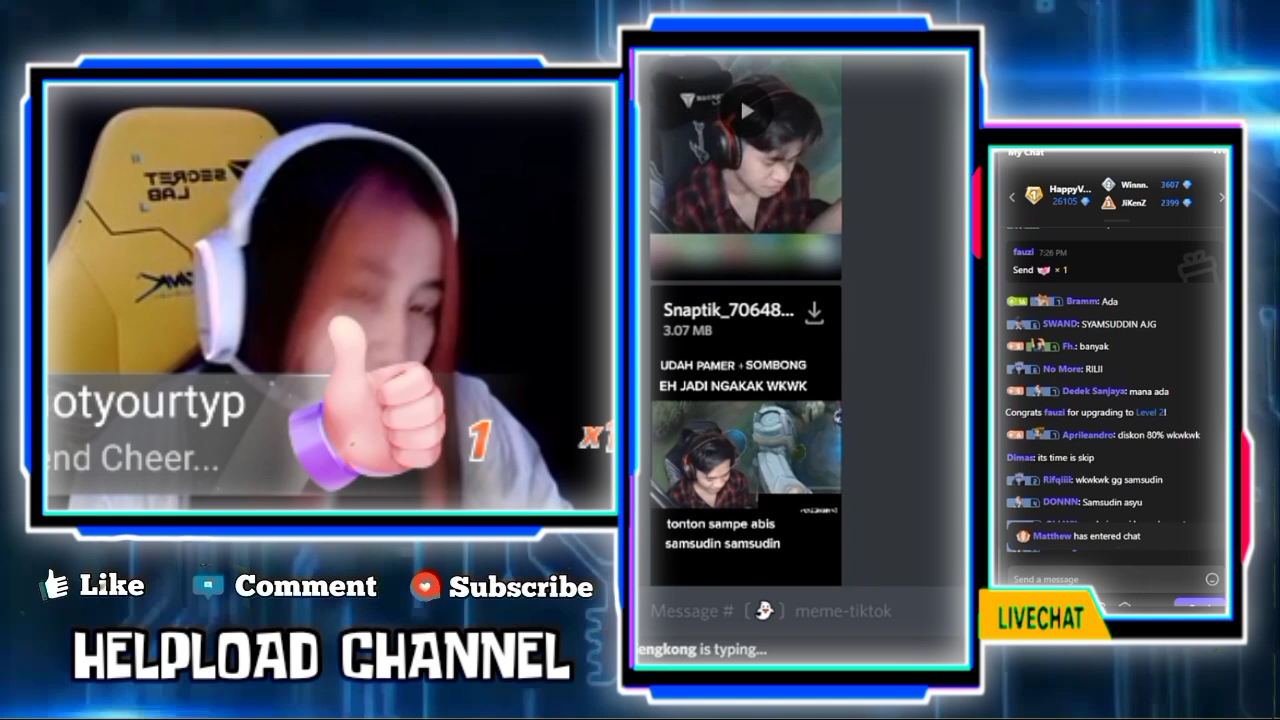 SECRET
LAB
otyourtyp
end Cheer...
1
x1
Like
Comment
Subscribe
HELPLOAD CHANNEL
Snaptik_70648...
3.07 MB
UDAH PAMER + SOMBONG
EH JADI NGAKAK WKWK
tonton sampe abis
samsudin samsudin
Message # meme-tiktok
engkong is typing...
My Chat
HappyV...
26105
Winnn. 3607
JiKenZ 2399
fauzi 7:26 PM
Send × 1
Bramm: Ada
SWAND: SYAMSUDDIN AJG
Fh.: banyak
No More: RILII
Dedek Sanjaya: mana ada
Congrats fauzi for upgrading to Level 2!
Aprileandro: diskon 80% wkwkwk
Dimas: its time is skip
Rifqiiii: wkwkwk gg samsudin
DONNN: Samsudin asyu
Matthew has entered chat
Send a message
LIVECHAT